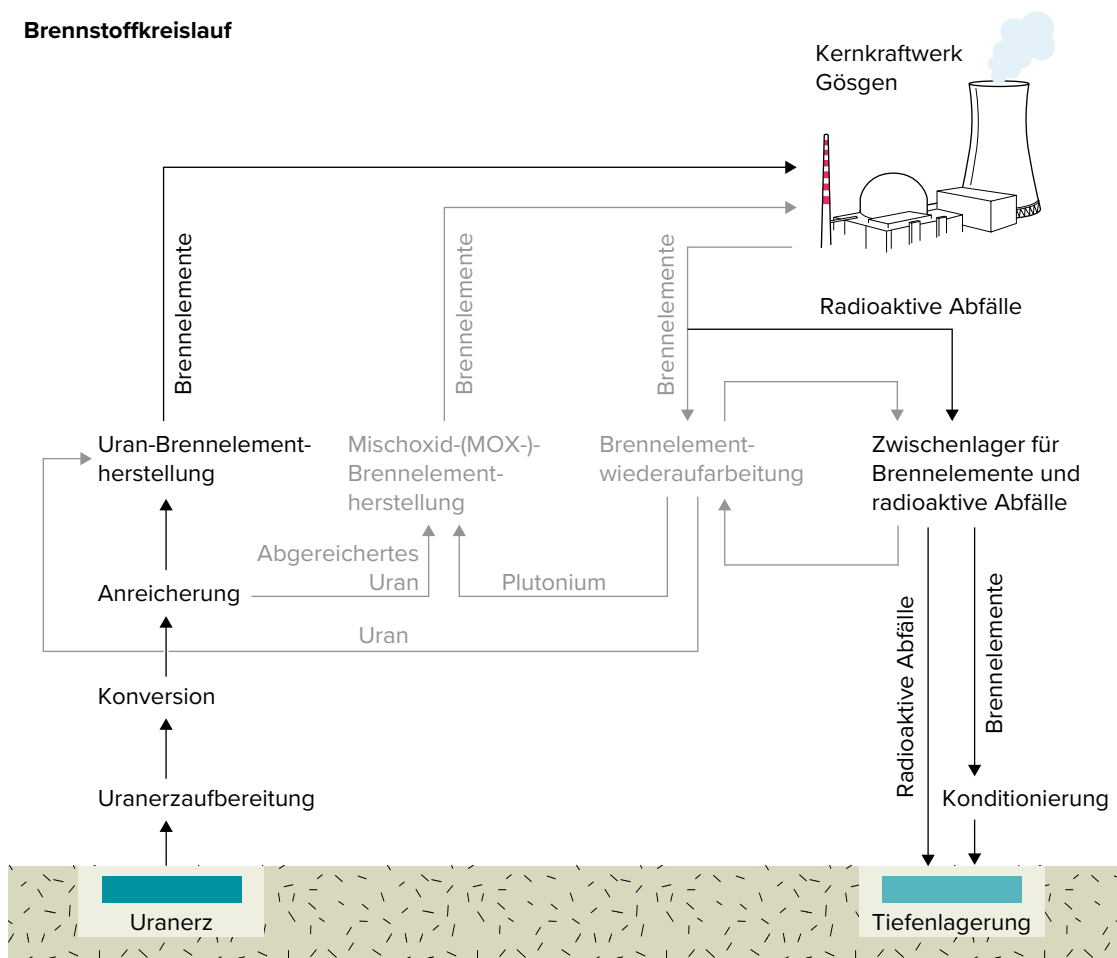 Brennstoffkreislauf
Kernkraftwerk
Gösgen
Brennelemente
Brennelemente
Brennelemente
Radioaktive Abfälle
Uran-Brennelement-
herstellung
Mischoxid-(MOX-)-
Brennelement-
herstellung
Brennelement-
wiederaufarbeitung
Zwischenlager für
Brennelemente und
radioaktive Abfälle
Abgereichertes
Uran
Plutonium
Anreicherung
Uran
Radioaktive Abfälle
Brennelemente
Konversion
Uranerzaufbereitung
Konditionierung
Uranerz
Tiefenlagerung